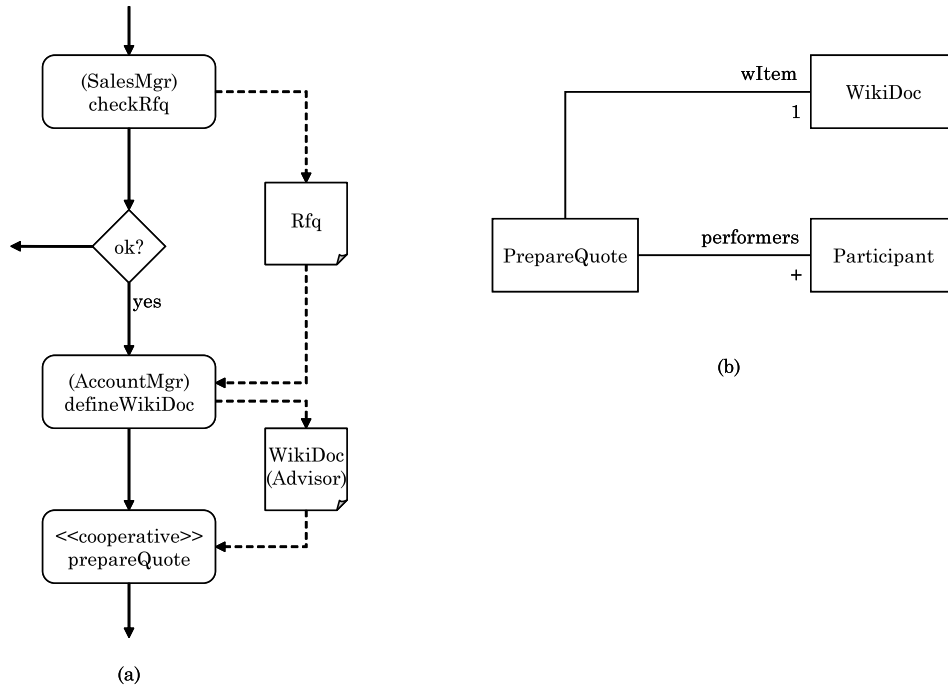 (SalesMgr)
checkRfq
Rfq
ok?
yes
(AccountMgr)
defineWikiDoc
WikiDoc
(Advisor)
<<cooperative>>
prepareQuote
(a)
wItem
WikiDoc
1
PrepareQuote
performers
Participant
+
(b)